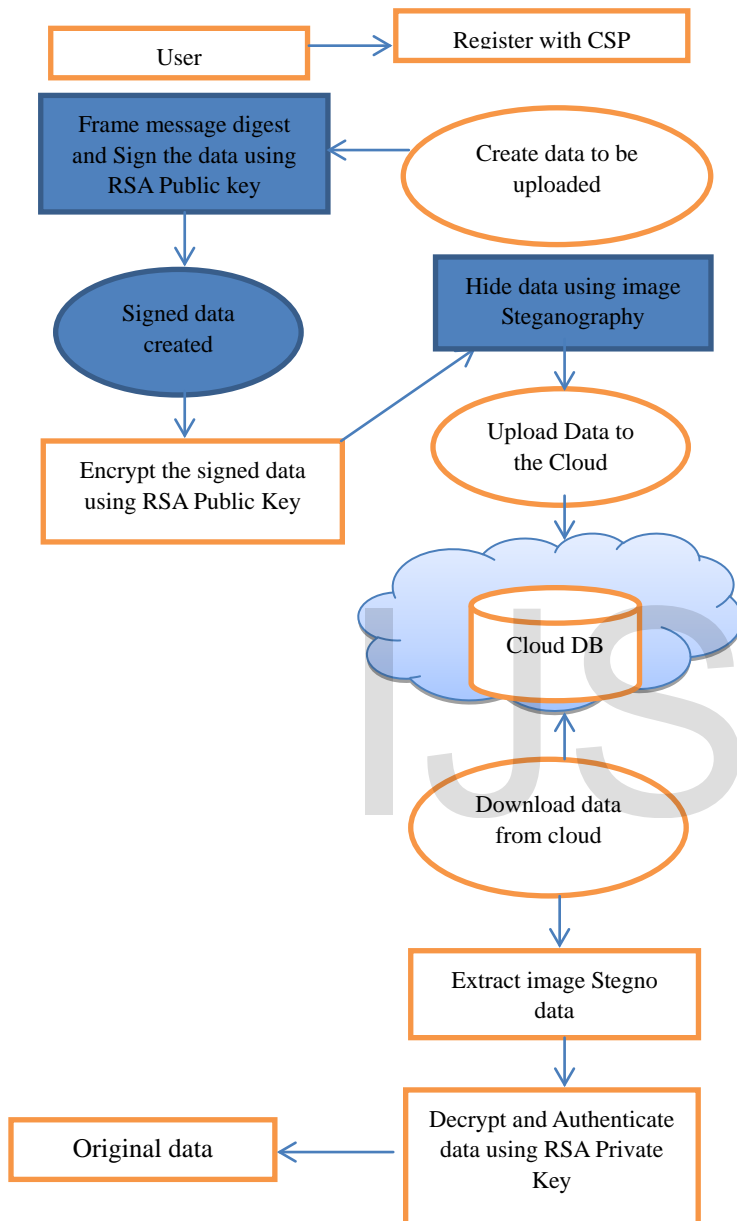 User
Register with CSP
Frame message digest
and Sign the data using
RSA Public key
Create data to be
uploaded
Signed data
created
Hide data using image
Steganography
Encrypt the signed data
using RSA Public Key
Upload Data to
the Cloud
Cloud DB
IJS
Download data
from cloud
Extract image Stegno
data
Decrypt and Authenticate
data using RSA Private
Key
Original data